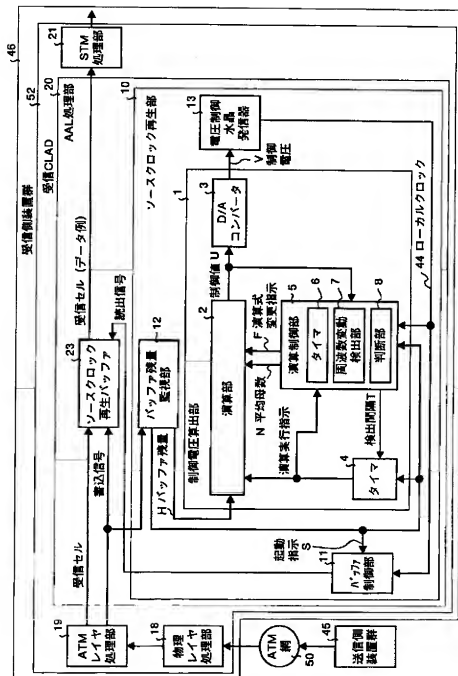 46
受信側装置群
52
受信CLAD
20
AAL処理部
10
ソースクロック再生部
21
STM
処理部
受信セル (データ例)
読出信号
23
ソースクロック
再生バッファ
書込信号
受信セル
19
ATM
レイヤ
処理部
18
物理
レイヤ
処理部
ATM
網
50
45
送信側
装置群
12
バッファ残量
監視部
H バッファ残量
1
制御電圧算出部
2
演算部
制御値 U
3
D/A
コンバータ
V
制御
電圧
13
電圧制御
水晶
発信器
44 ローカルクロック
F 演算式
変更指示
N 平均母数
演算実行指示
5
演算制御部
6
タイマ
7
周波数変動
検出部
8
判断部
検出間隔T
4
タイマ
起動
指示
S
11
バッファ
制御部